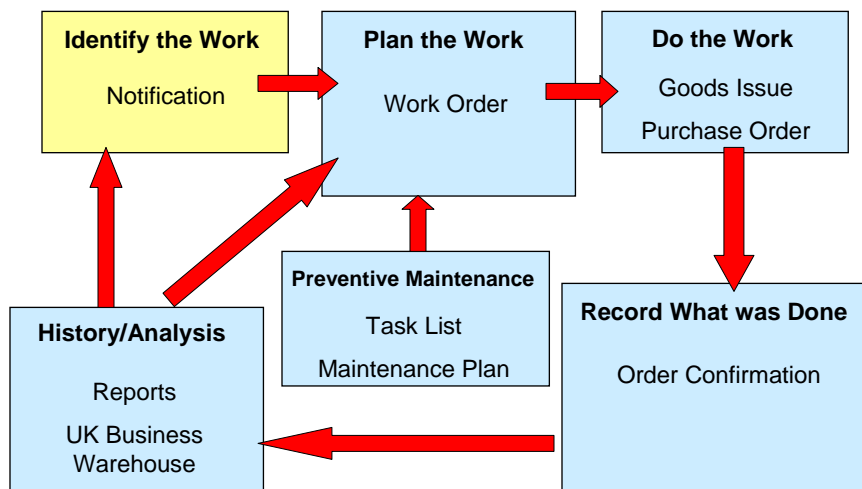 Identify the Work
Notification
Plan the Work
Work Order
Do the Work
Goods Issue
Purchase Order
Preventive Maintenance
Task List
Maintenance Plan
Record What was Done
Order Confirmation
History/Analysis
Reports
UK Business
Warehouse